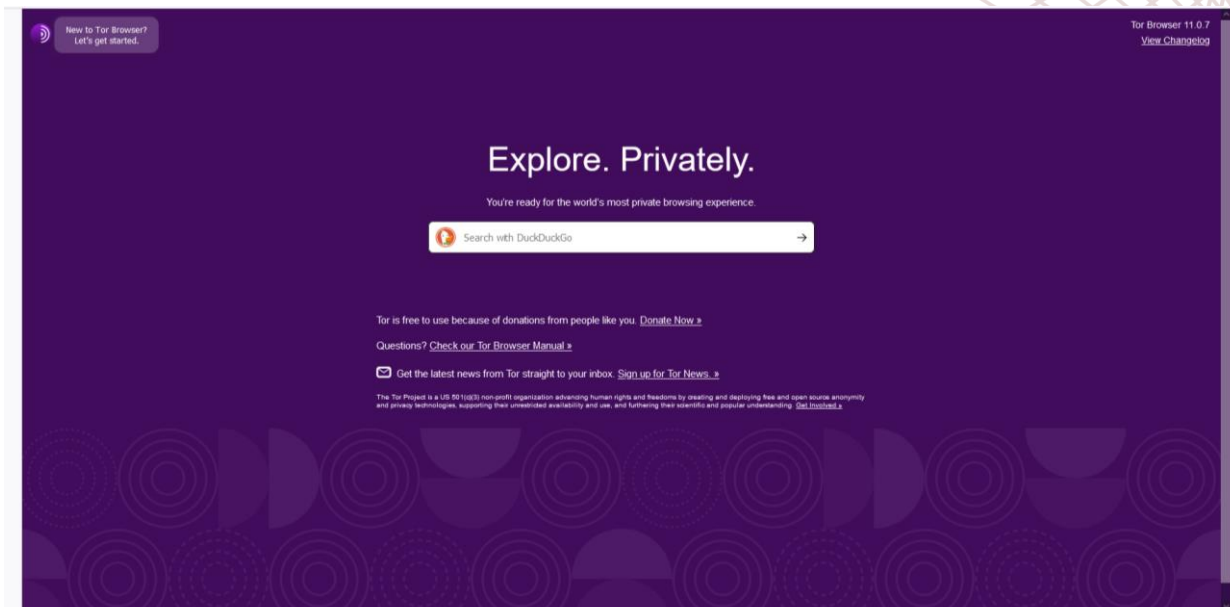 New to Tor Browser?
Let's get started.
Tor Browser 11.0.7
View Changelog
Explore. Privately.
You're ready for the world's most private browsing experience.
Search with DuckDuckGo
Tor is free to use because of donations from people like you. Donate Now »
Questions? Check our Tor Browser Manual »
Get the latest news from Tor straight to your inbox. Sign up for Tor News. »
The Tor Project is a US 501(c)(3) non-profit organization advancing human rights and freedoms by creating and deploying free and open source anonymity
and privacy technologies, supporting their unrestricted availability and use, and furthering their scientific and popular understanding. Get Involved »